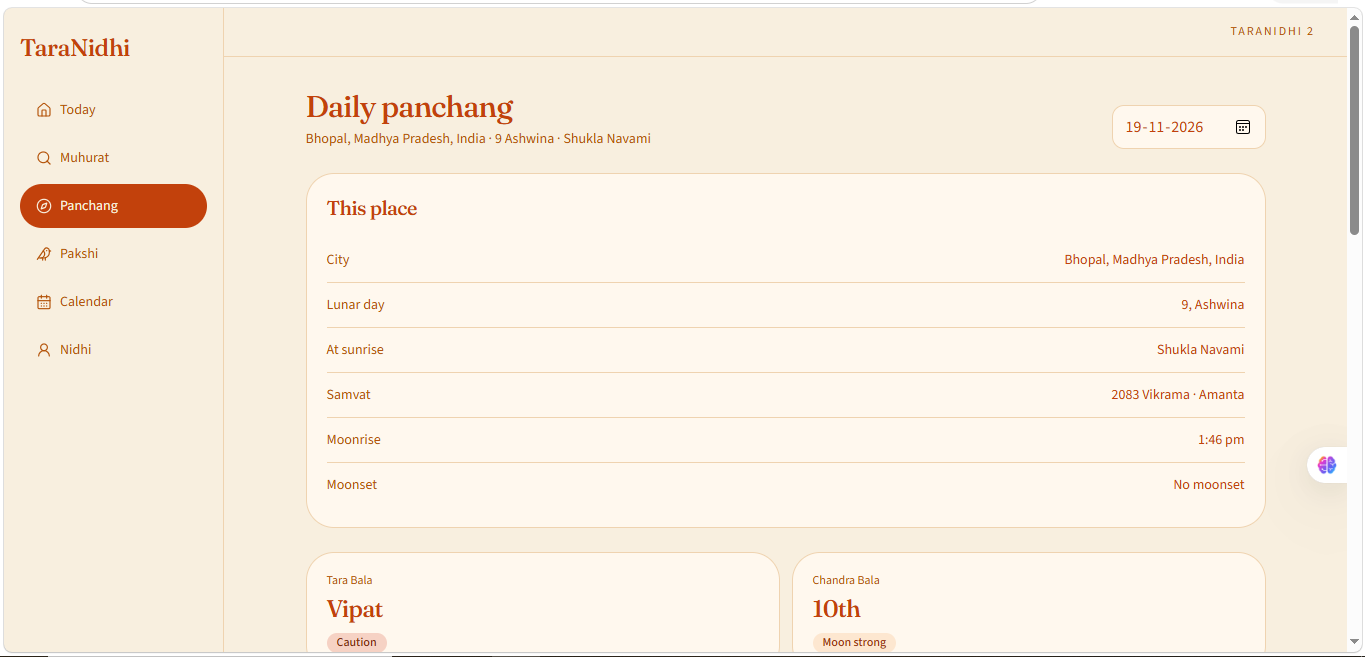 TaraNidhi
TARANIDHI 2
Today
Muhurat
Panchang
Pakshi
Calendar
Nidhi
Daily panchang
Bhopal, Madhya Pradesh, India · 9 Ashwina · Shukla Navami
19-11-2026
This place
City Bhopal, Madhya Pradesh, India
Lunar day 9, Ashwina
At sunrise Shukla Navami
Samvat 2083 Vikrama · Amanta
Moonrise 1:46 pm
Moonset No moonset
Tara Bala
Vipat
Caution
Chandra Bala
10th
Moon strong